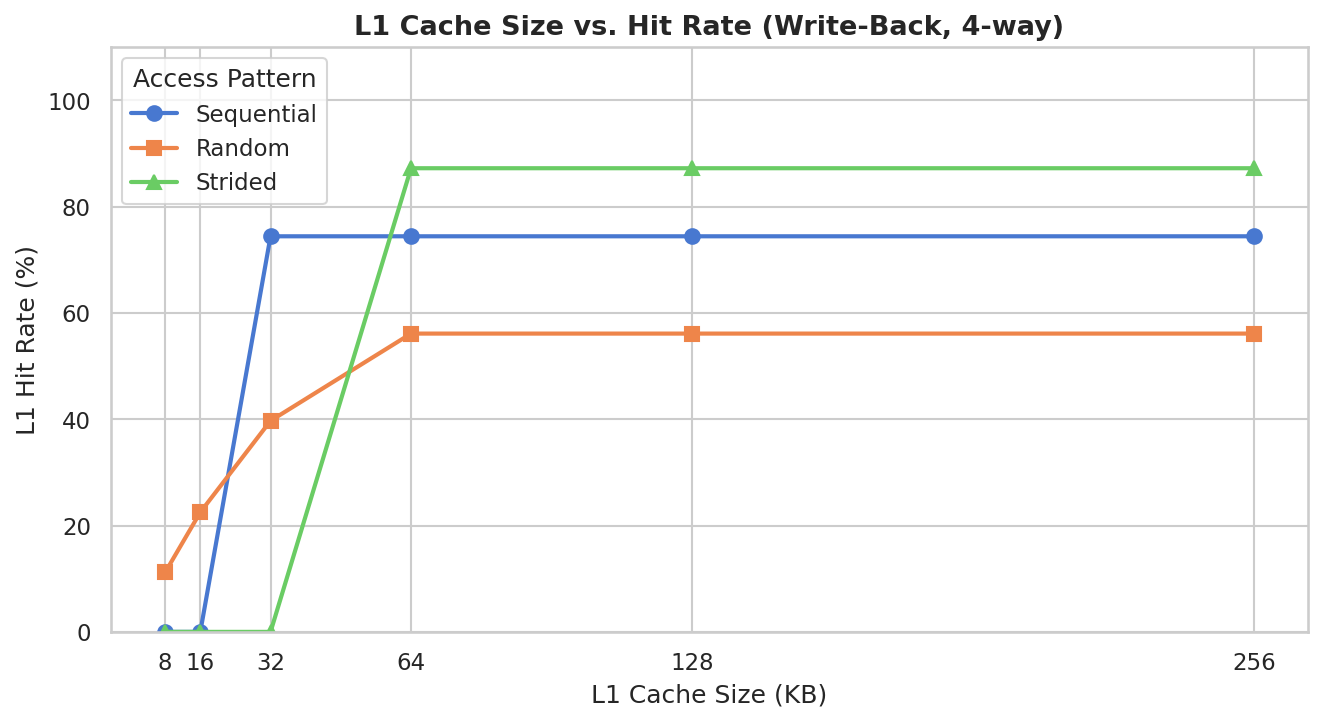 L1 Cache Size vs. Hit Rate (Write-Back, 4-way)
Access Pattern
Sequential
Random
Strided
L1 Hit Rate (%)
100
80
60
40
20
0
8 16 32 64 128 256
L1 Cache Size (KB)